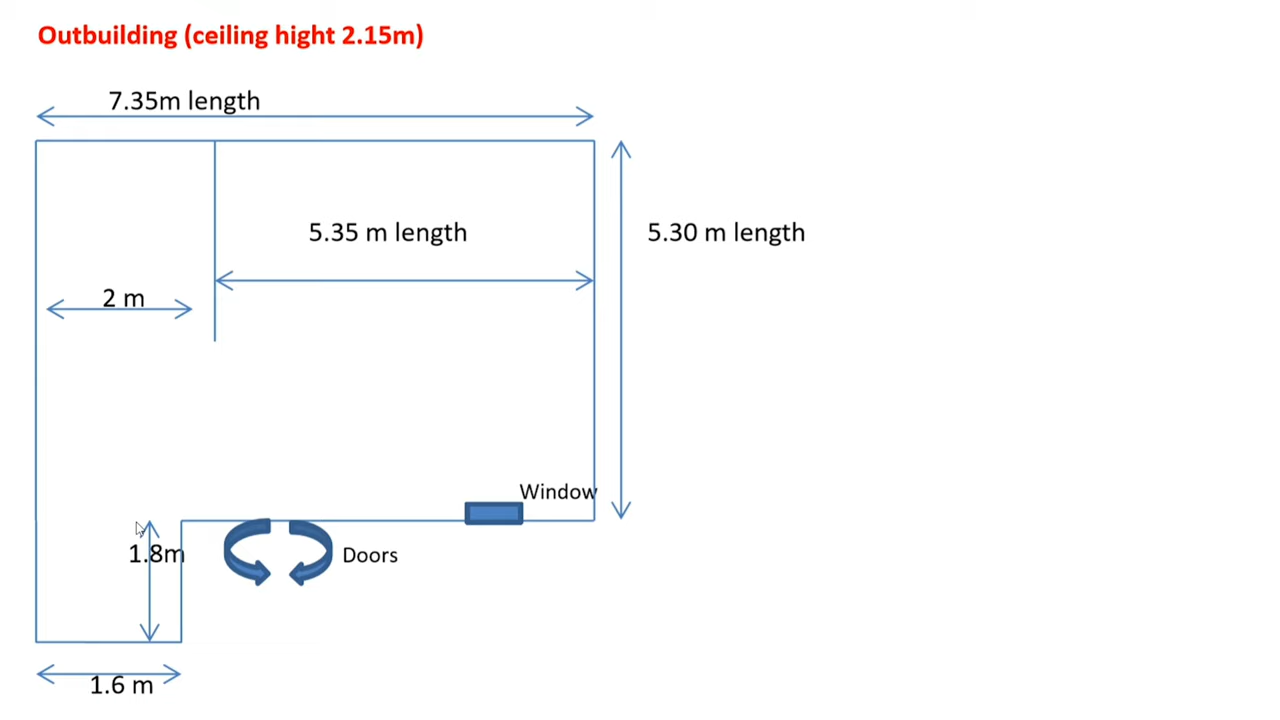 Outbuilding (ceiling hight 2.15m)
7.35m length
5.35 m length
5.30 m length
2 m
Window
1.8m
Doors
1.6 m